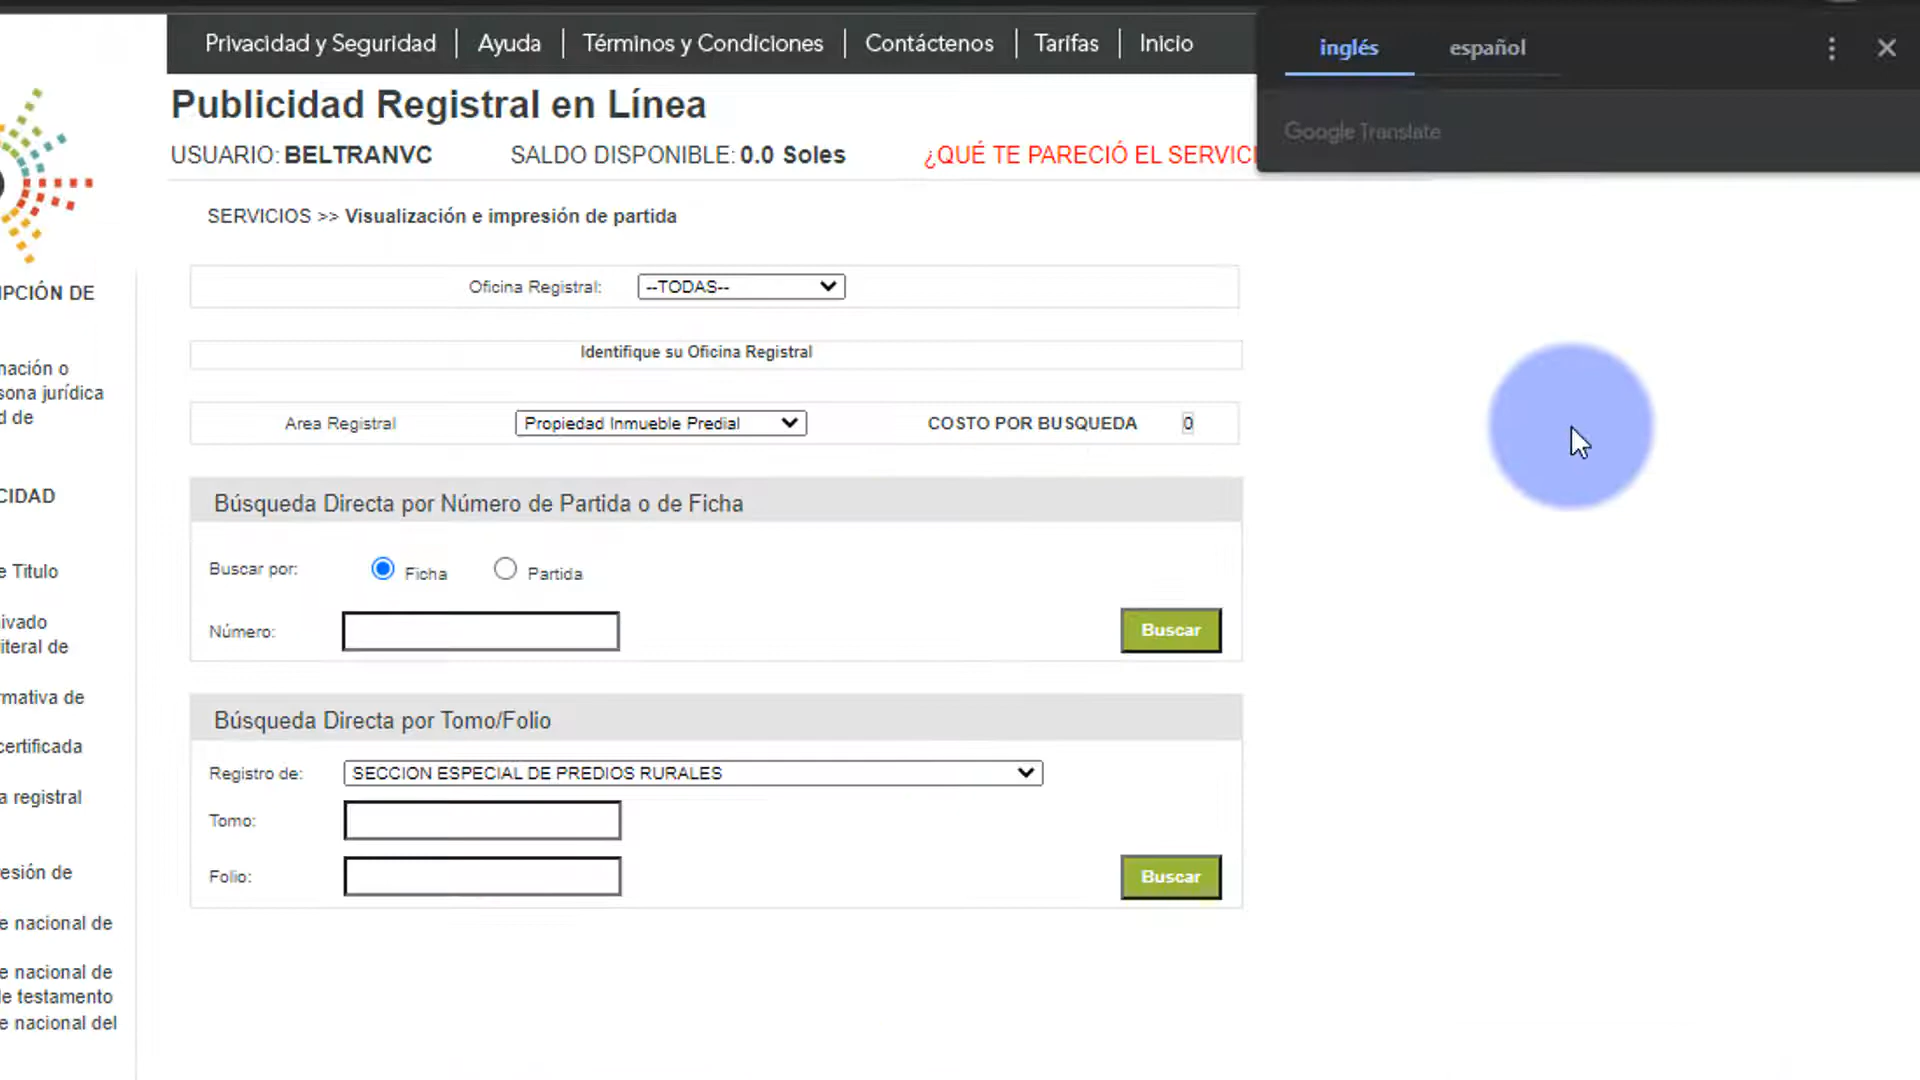 Privacidad y Seguridad | Ayuda | Términos y Condiciones | Contáctenos | Tarifas | Inicio
inglés español
Google Translate
Publicidad Registral en Línea
USUARIO: BELTRANVC SALDO DISPONIBLE: 0.0 Soles ¿QUÉ TE PARECIÓ EL SERVICI
SERVICIOS >> Visualización e impresión de partida
Oficina Registral: --TODAS--
Identifique su Oficina Registral
Area Registral Propiedad Inmueble Predial COSTO POR BUSQUEDA 0
Búsqueda Directa por Número de Partida o de Ficha
Buscar por: Ficha Partida
Número: Buscar
Búsqueda Directa por Tomo/Folio
Registro de: SECCION ESPECIAL DE PREDIOS RURALES
Tomo:
Folio: Buscar
IPCIÓN DE
nación o
sona jurídica
d de
CIDAD
e Titulo
ivado
iteral de
rmativa de
certificada
a registral
esión de
e nacional de
e nacional de
le testamento
e nacional del